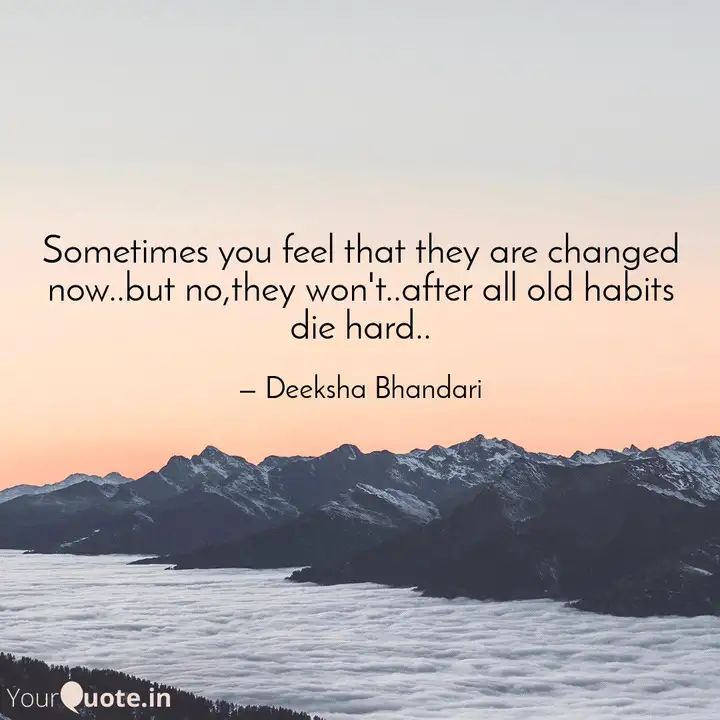 Sometimes you feel that they are changed
now..but no,they won't..after all old habits
die hard..
– Deeksha Bhandari
YourQuote.in